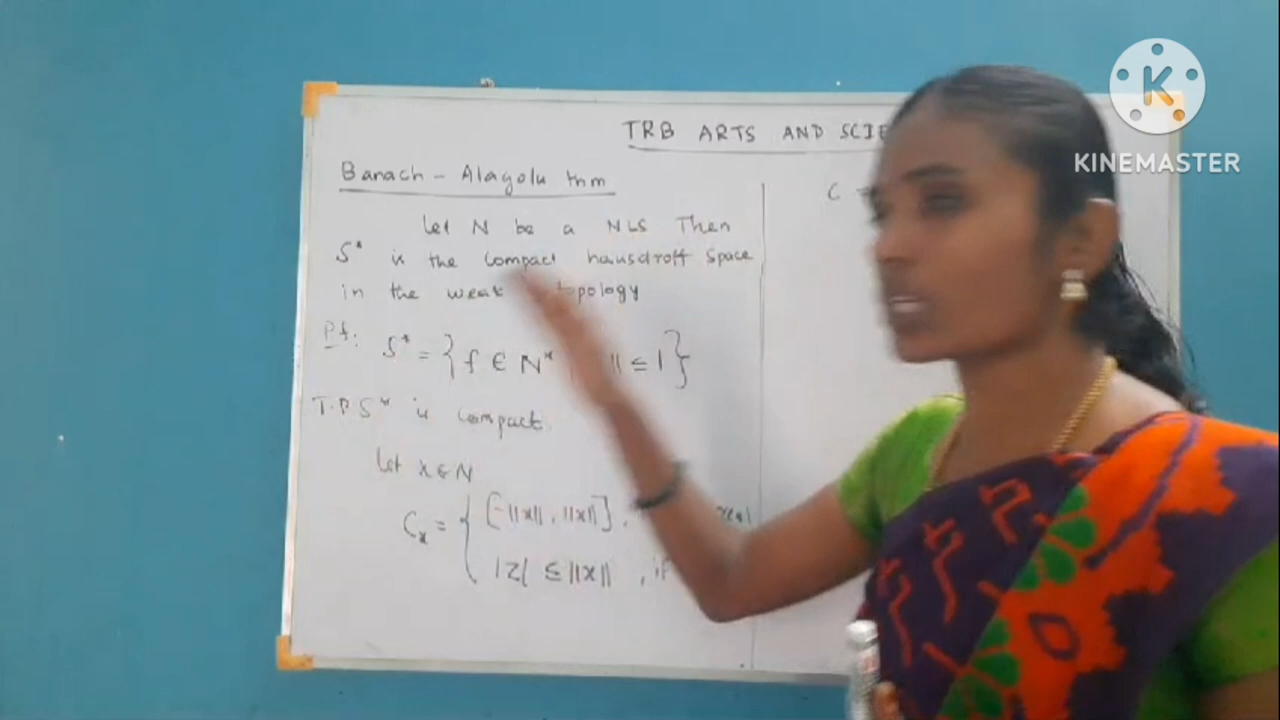 TRB ARTS AND SCIE
Banach - Alagolu thm
Let N be a NLS Then
S* is the compact hausdroff space
in the weak topology
Pf:
S* = { f ∈ N* || ≤ 1 }
T.P S* is compact
Let x ∈ N
Cx = { [-||x||, ||x||], real
|z| ≤ ||x||, if
C
KINEMASTER